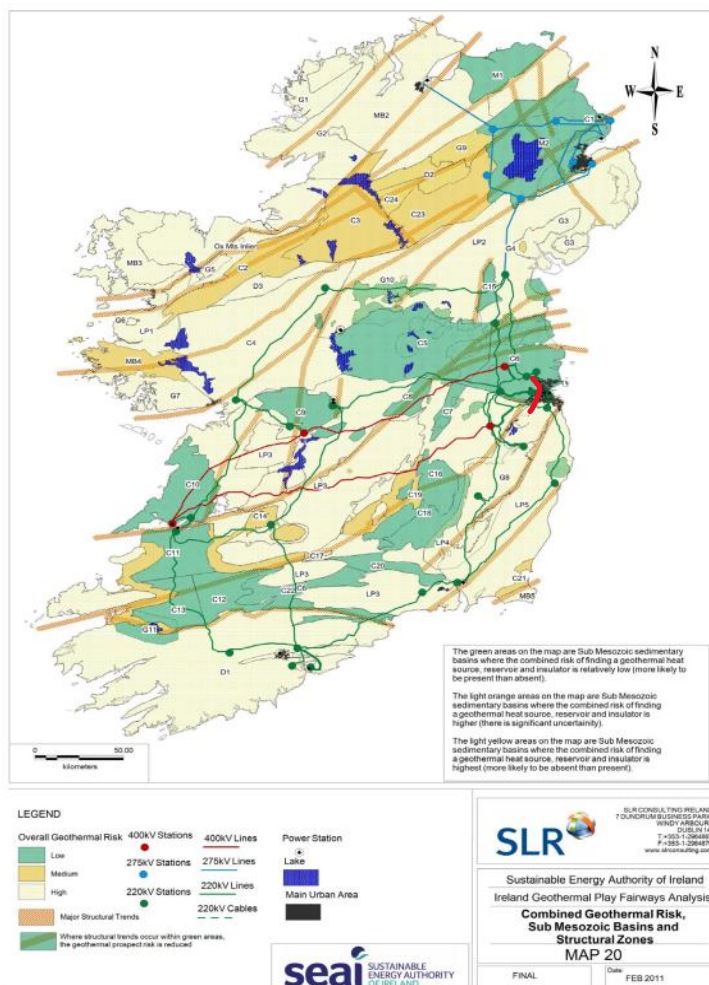 N
W E
S
G1
MB2
M1
G2
G9
D2
M2
C1
C24
C3
C23
Ox Mts Inlier
MB3
G5
C2
D3
LP2
G3
G3
G4
G10
C15
G6
LP1
C4
MB4
G7
C5
C6
C8
C7
C9
LP3
LP3
C10
C16
G8
C19
C18
LP5
C14
C11
C17
LP4
C20
LP3
C22
LP3
C12
C13
C21
G11
D1
The green areas on the map are Sub Mesozoic sedimentary
basins where the combined risk of finding a geothermal heat
source, reservoir and insulator is relatively low (more likely to
be present than absent).
The light orange areas on the map are Sub Mesozoic
sedimentary basins where the combined risk of finding
a geothermal heat source, reservoir and insulator is
higher (there is significant uncertainity).
The light yellow areas on the map are Sub Mesozoic
sedimentary basins where the combined risk of finding
a geothermal heat source, reservoir and insulator is
highest (more likely to be absent than present).
0 50.00
kilometers
LEGEND
Overall Geothermal Risk
Low
Medium
High
400kV Stations
275kV Stations
220kV Stations
400kV Lines
275kV Lines
220kV Lines
220kV Cables
Power Station
Lake
Main Urban Area
Major Structural Trends
Where structural trends occur within green areas,
the geothermal prospect risk is reduced
seai SUSTAINABLE
ENERGY AUTHORITY
OF IRELAND
SLR
SLR CONSULTING IRELAND
7 DUNDRUM BUSINESS PARK
WINDY ARBOUR
DUBLIN 14
www.slrconsulting.com
Sustainable Energy Authority of Ireland
Ireland Geothermal Play Fairways Analysis
Combined Geothermal Risk,
Sub Mesozoic Basins and
Structural Zones
MAP 20
FINAL
Date
FEB 2011